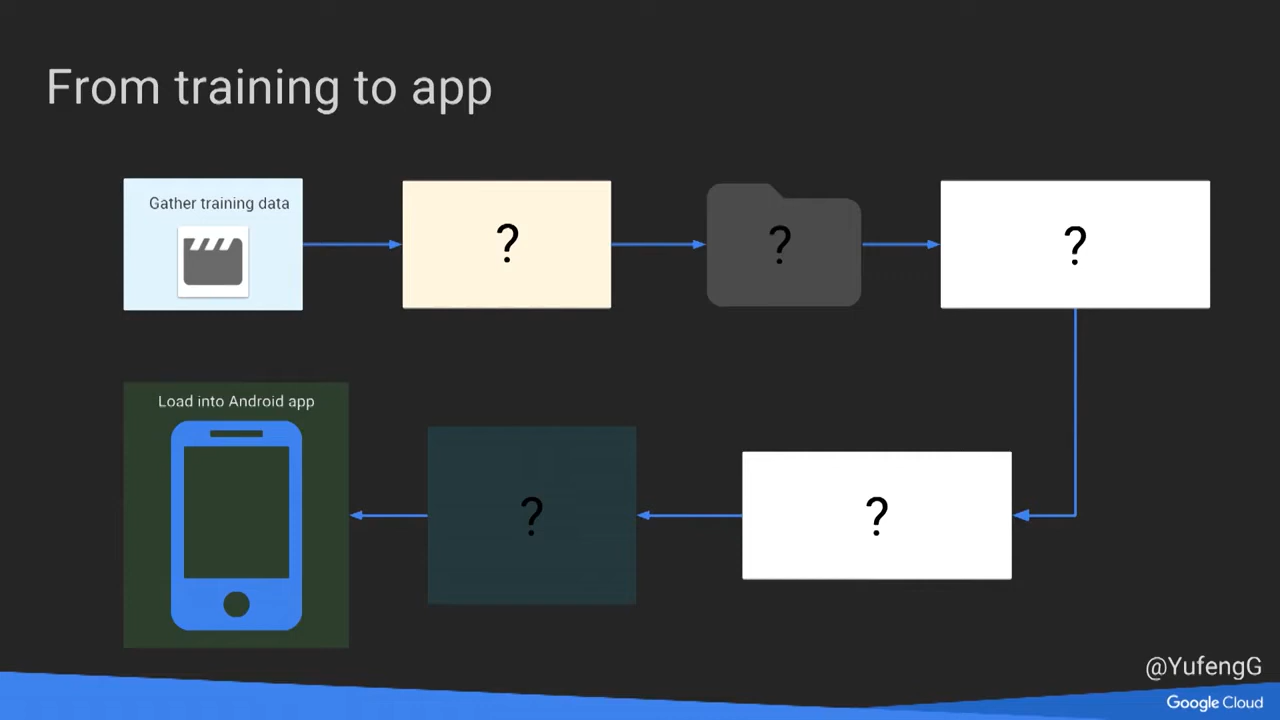 From training to app
Gather training data
?
?
?
Load into Android app
?
?
@YufengG
Google Cloud